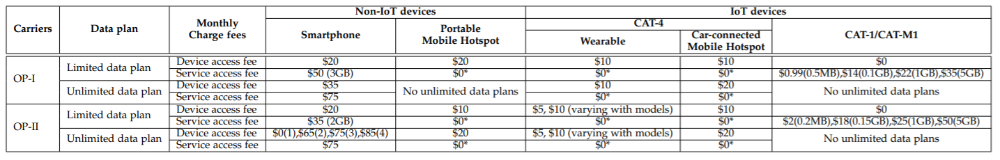 Carriers Data plan Monthly Charge fees Non-IoT devices IoT devices
Smartphone Portable Mobile Hotspot CAT-4 CAT-1/CAT-M1
Wearable Car-connected Mobile Hotspot
OP-I Limited data plan Device access fee $20 $20 $10 $10 $0
Service access fee $50 (3GB) $0* $0* $0* $0.99(0.5MB),$14(0.1GB),$22(1GB),$35(5GB)
Unlimited data plan Device access fee $35 No unlimited data plans $10 $20 No unlimited data plans
Service access fee $75 $0* $0*
OP-II Limited data plan Device access fee $20 $10 $5, $10 (varying with models) $10 $0
Service access fee $35 (2GB) $0* $0* $0* $2(0.2MB),$18(0.15GB),$25(1GB),$50(5GB)
Unlimited data plan Device access fee $0(1),$65(2),$75(3),$85(4) $20 $5, $10 (varying with models) $20 No unlimited data plans
Service access fee $75 $0* $0* $0*